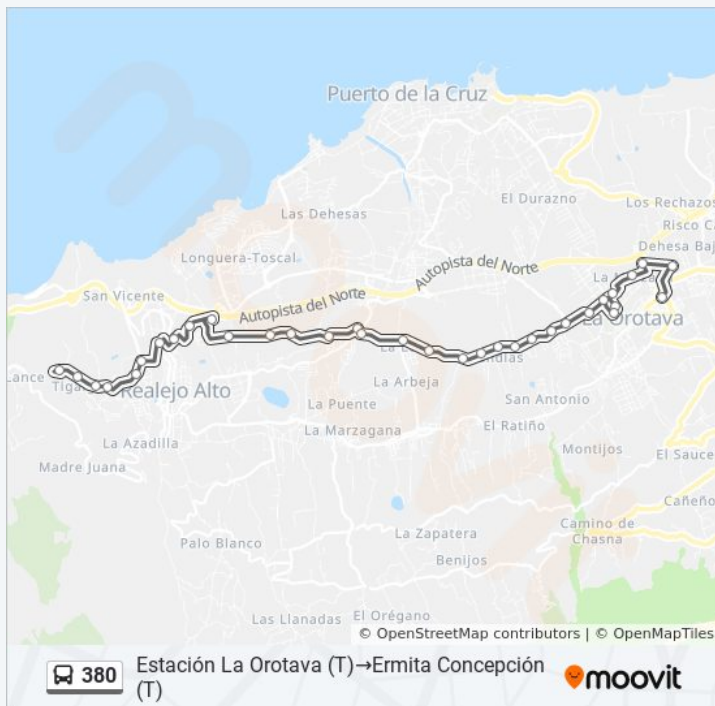 Puerto de la Cruz
El Durazno
Los Rechazos
Las Dehesas
Risco Ca
Dehesa Baj
Longuera-Toscal
Autopista del Norte
San Vicente
Autopista del Norte
La Orotava
Lance
Tiga
Realejo Alto
La Arbeja
La Puente
San Antonio
La Azadilla
La Marzagana
El Ratiño
Montijos
El Sauce
Madre Juana
Cañeño
Camino de
Chasna
Palo Blanco
La Zapatera
Benijos
Las Llanadas
El Orégano
© OpenStreetMap contributors | © OpenMapTiles
380
Estación La Orotava (T)→Ermita Concepción
(T)
moovit